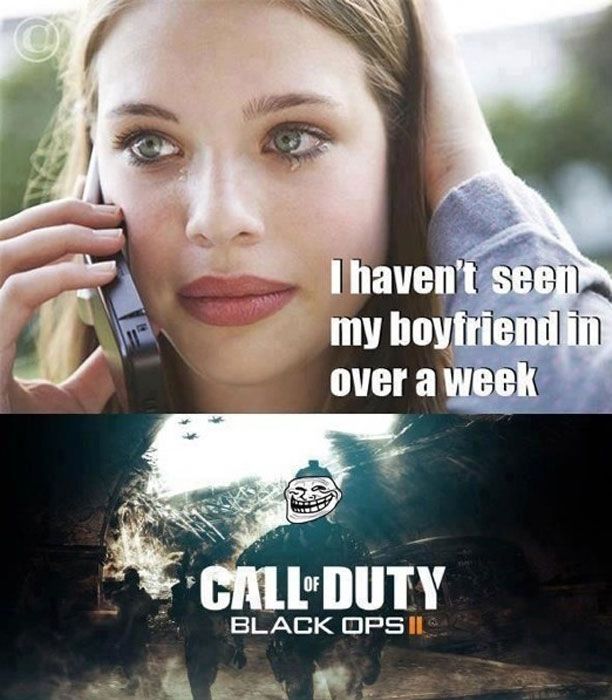 ©
I haven't seen
my boyfriend in
over a week
CALL OF DUTY
BLACK OPS II